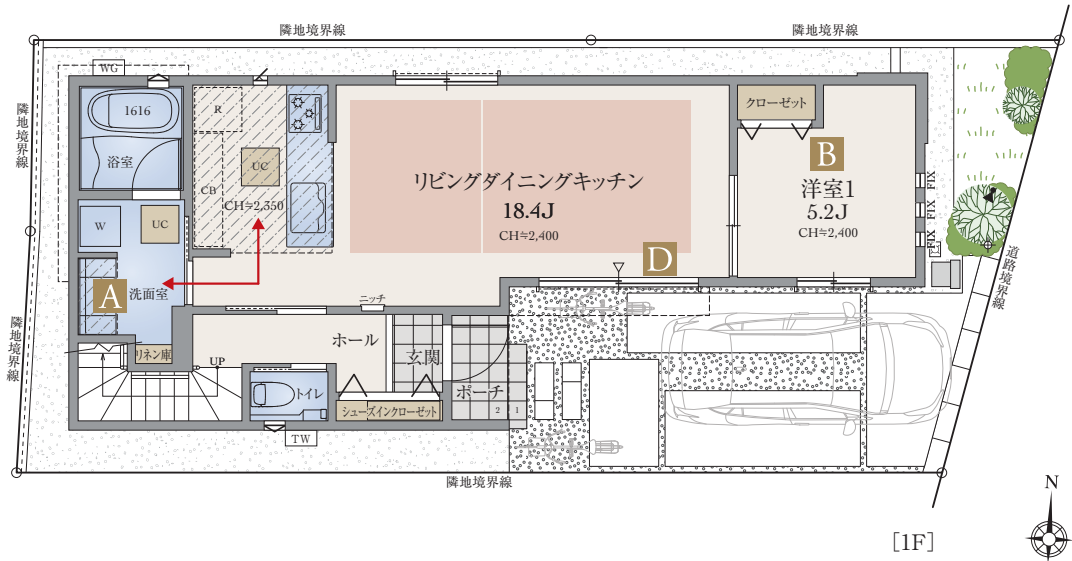 隣地境界線
隣地境界線
WG
隣地境界線
1616
浴室
R
UC
CB
CH≒2,350
リビングダイニングキッチン
18.4J
CH≒2,400
クローゼット
B
洋室1
5.2J
CH≒2,400
FIX
FIX
FIX
W
UC
A
洗面室
D
道路境界線
ニッチ
隣地境界線
リネン庫
UP
ホール
玄関
ポーチ
2 1
トイレ
シューズインクローゼット
TW
隣地境界線
N
[1F]